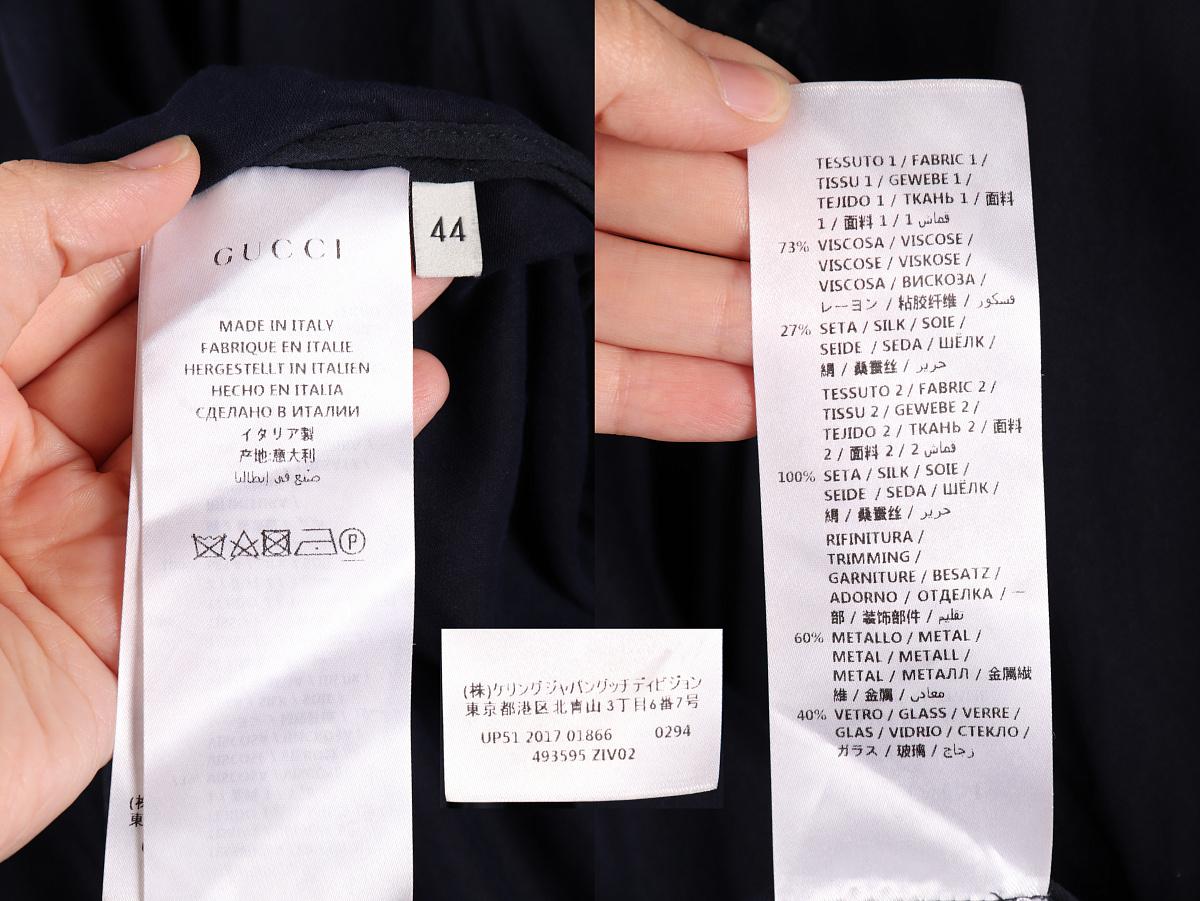 GUCCI
MADE IN ITALY
FABRIQUE EN ITALIE
HERGESTELLT IN ITALIEN
HECHO EN ITALIA
СДЕЛАНО В ИТАЛИИ
イタリア製
产地:意大利
صنع في إيطاليا
P
44
(株)ケリングジャパングッチディビジョン
東京都港区北青山3丁目6番7号
UP51 2017 01866 0294
493595 ZIV02
TESSUTO 1 / FABRIC 1 /
TISSU 1 / GEWEBE 1 /
TEJIDO 1 / ТКАНЬ 1 / 面料
1 / 面料 1 / 1 قماش
73% VISCOSA / VISCOSE /
VISCOSE / VISKOSE /
VISCOSA / ВИСКОЗА /
レーヨン / 粘胶纤维 / فسكوز
27% SETA / SILK / SOIE /
SEIDE / SEDA / ШЁЛК /
絹 / 桑蚕丝 / حرير
TESSUTO 2 / FABRIC 2 /
TISSU 2 / GEWEBE 2 /
TEJIDO 2 / ТКАНЬ 2 / 面料
2 / 面料 2 / 2 قماش
100% SETA / SILK / SOIE /
SEIDE / SEDA / ШЁЛК /
絹 / 桑蚕丝 / حرير
RIFINITURA /
TRIMMING /
GARNITURE / BESATZ /
ADORNO / ОТДЕЛКА / 一
部 / 装饰部件 / تقليم
60% METALLO / METAL /
METAL / METALL /
METAL / МЕТАЛЛ / 金属繊
維 / 金属 / معادن
40% VETRO / GLASS / VERRE /
GLAS / VIDRIO / СТЕКЛО /
ガラス / 玻璃 / زجاج